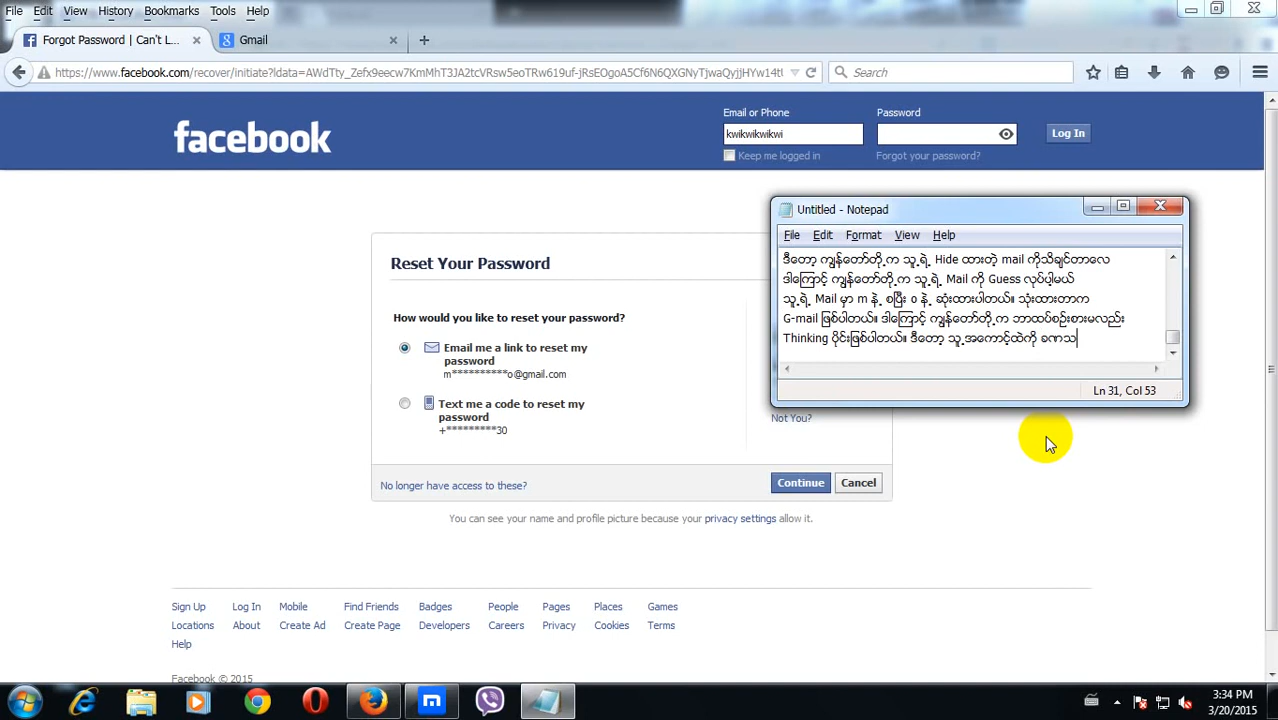 File Edit View History Bookmarks Tools Help
Forgot Password | Can't L... Gmail
https://www.facebook.com/recover/initiate?ldata=AWdTty_Zefx9eecw7KmMhT3JA2tcVRsw5eoTRw619uf-jRsEOgoA5Cf6N6QXGNyTjwaQyjjHYw14tl Search
Email or Phone Password
facebook
kwikwikwikwi Log In
Keep me logged in Forgot your password?
Untitled - Notepad
File Edit Format View Help
ဒီတော့ ကျွန်တော်တို့က သူ့ရဲ့ Hide ထားတဲ့ mail ကိုသိချင်တာလေ
ဒါကြောင့် ကျွန်တော်တို့က သူ့ရဲ့ Mail ကို Guess လုပ်ပါ့မယ်
သူ့ရဲ့ Mail မှာ m နဲ့ စပြီး o နဲ့ ဆုံးထားပါတယ်။ သုံးထားတာက
G-mail ဖြစ်ပါတယ်။ ဒါကြောင့် ကျွန်တော်တို့က ဘာထပ်စဉ်းစားမလည်း
Thinking ပိုင်းဖြစ်ပါတယ်။ ဒီတော့ သူ့အကောင့်ထဲကို ခဏသ
Ln 31, Col 53
Reset Your Password
How would you like to reset your password?
Email me a link to reset my
password
m**********o@gmail.com
Text me a code to reset my
password
+*********30
Not You?
No longer have access to these? Continue Cancel
You can see your name and profile picture because your privacy settings allow it.
Sign Up Log In Mobile Find Friends Badges People Pages Places Games
Locations About Create Ad Create Page Developers Careers Privacy Cookies Terms
Help
Facebook © 2015
3:34 PM
3/20/2015